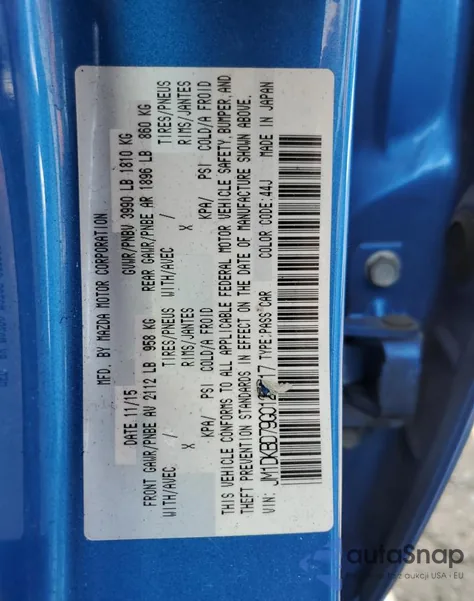 MFD. BY MAZDA MOTOR CORPORATION
DATE 11/15 GVWR/PNBV 3990 LB 1810 KG
FRONT GAWR/PNBE AV 2112 LB 958 KG REAR GAWR/PNBE AR 1896 LB 860 KG
TIRES/PNEUS TIRES/PNEUS
WITH/AVEC / RIMS/JANTES WITH/AVEC / RIMS/JANTES
X KPA/ PSI COLD/A FROID X KPA/ PSI COLD/A FROID
THIS VEHICLE CONFORMS TO ALL APPLICABLE FEDERAL MOTOR VEHICLE SAFETY, BUMPER, AND
THEFT PREVENTION STANDARDS IN EFFECT ON THE DATE OF MANUFACTURE SHOWN ABOVE.
VIN: TYPE:PASS CAR COLOR CODE:44J MADE IN JAPAN
autoSnap
aukcji USA - EU